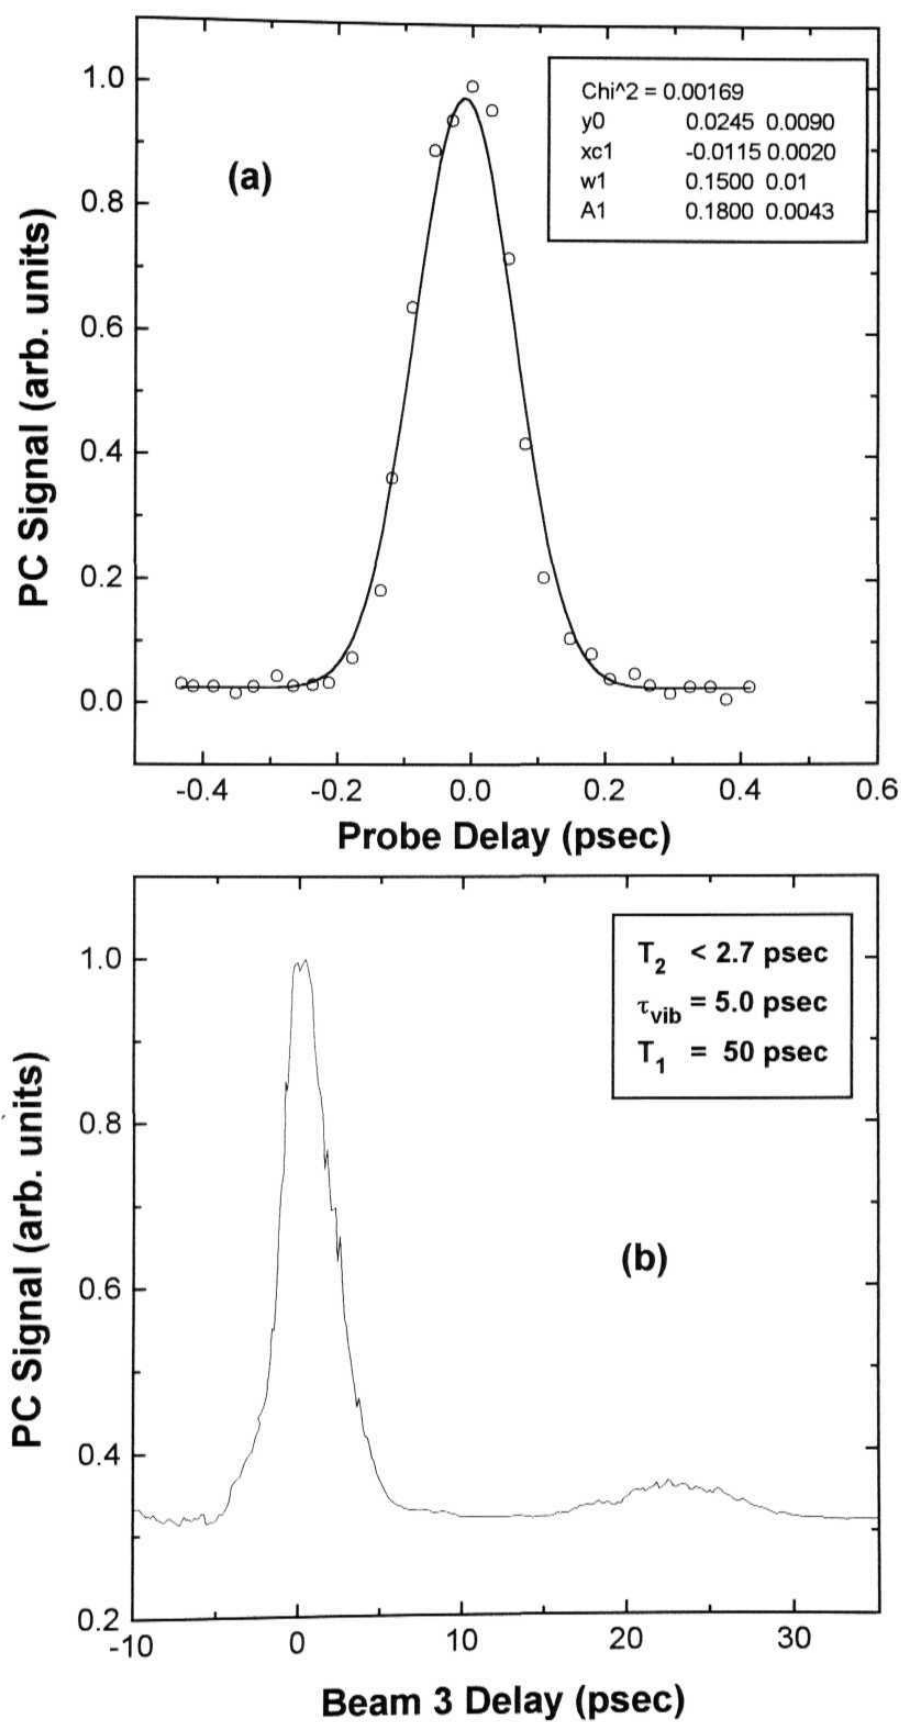 1.0
0.8
0.6
0.4
0.2
0.0
PC Signal (arb. units)
(a)
Chi^2 = 0.00169
y0 0.0245 0.0090
xc1 -0.0115 0.0020
w1 0.1500 0.01
A1 0.1800 0.0043
-0.4 -0.2 0.0 0.2 0.4 0.6
Probe Delay (psec)
1.0
0.8
0.6
0.4
0.2
PC Signal (arb. units)
T2 < 2.7 psec
τvib = 5.0 psec
T1 = 50 psec
(b)
-10 0 10 20 30
Beam 3 Delay (psec)